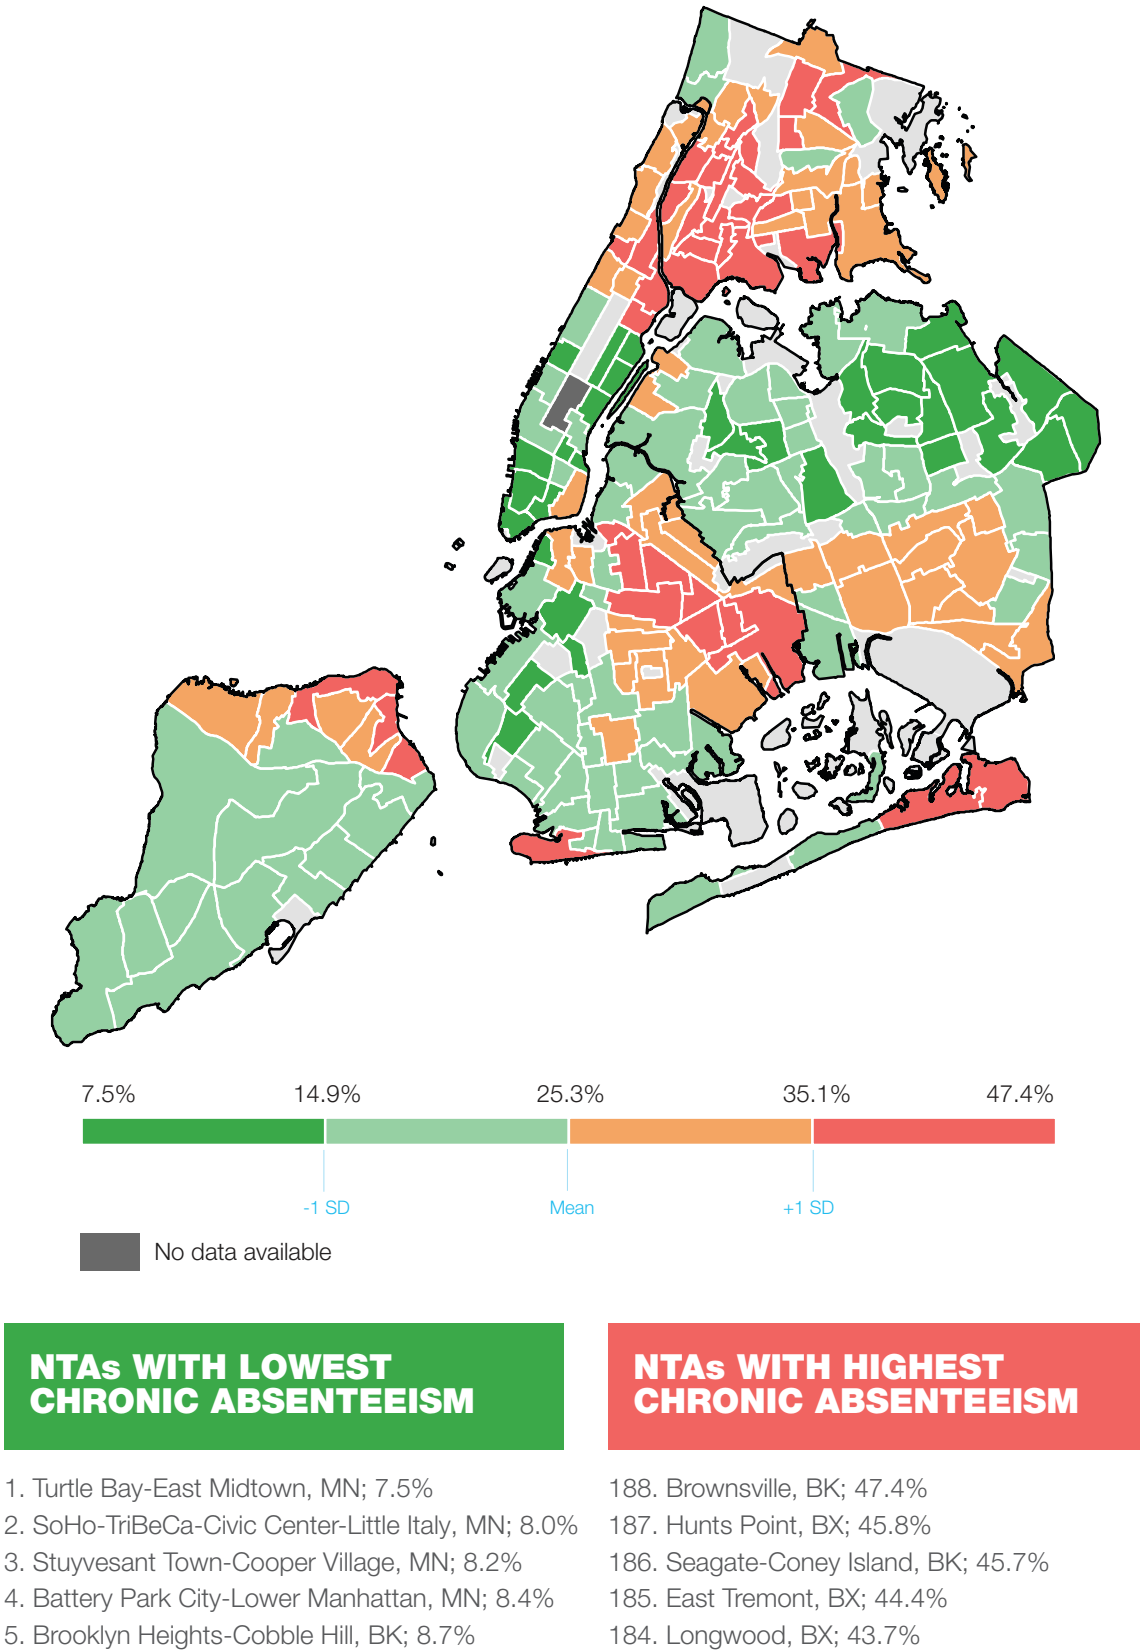 7.5% 14.9% 25.3% 35.1% 47.4%
-1 SD Mean +1 SD
No data available
NTAs WITH LOWEST
CHRONIC ABSENTEEISM
1. Turtle Bay-East Midtown, MN; 7.5%
2. SoHo-TriBeCa-Civic Center-Little Italy, MN; 8.0%
3. Stuyvesant Town-Cooper Village, MN; 8.2%
4. Battery Park City-Lower Manhattan, MN; 8.4%
5. Brooklyn Heights-Cobble Hill, BK; 8.7%
NTAs WITH HIGHEST
CHRONIC ABSENTEEISM
188. Brownsville, BK; 47.4%
187. Hunts Point, BX; 45.8%
186. Seagate-Coney Island, BK; 45.7%
185. East Tremont, BX; 44.4%
184. Longwood, BX; 43.7%